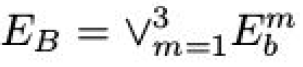 $E_B = \vee_{m=1}^{3} E_b^m$